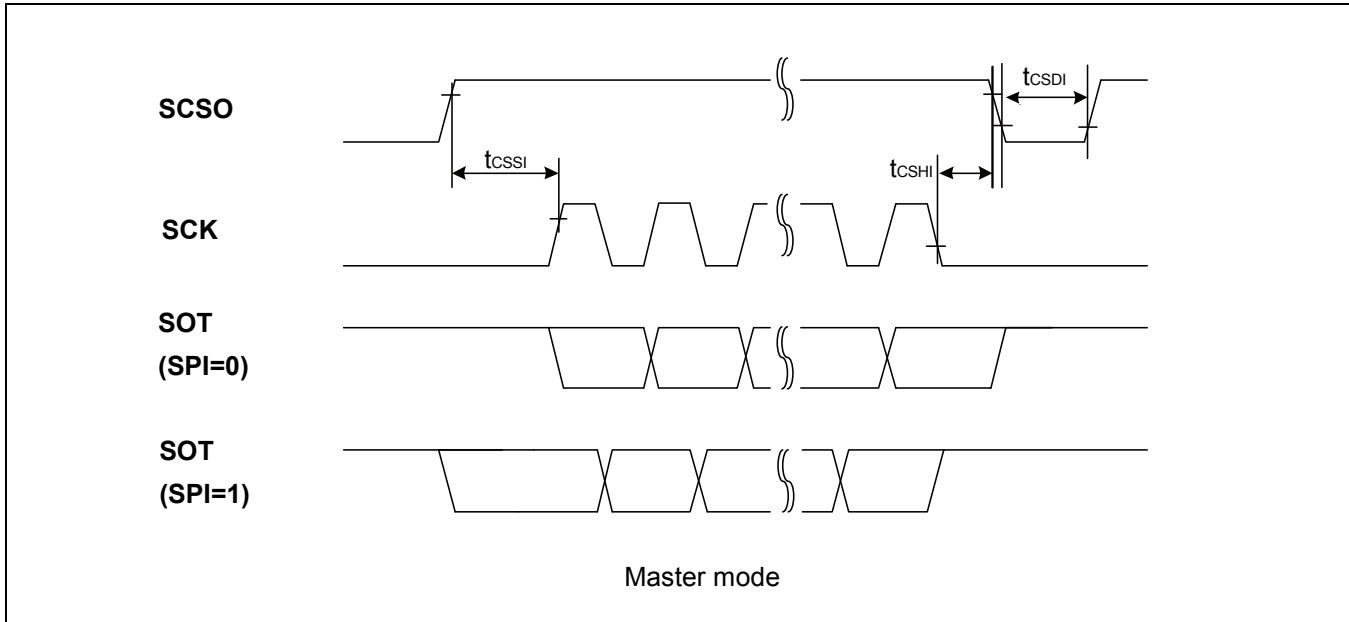 SCSO
tCSDI
tCSSI
tCSHI
SCK
SOT
(SPI=0)
SOT
(SPI=1)
Master mode